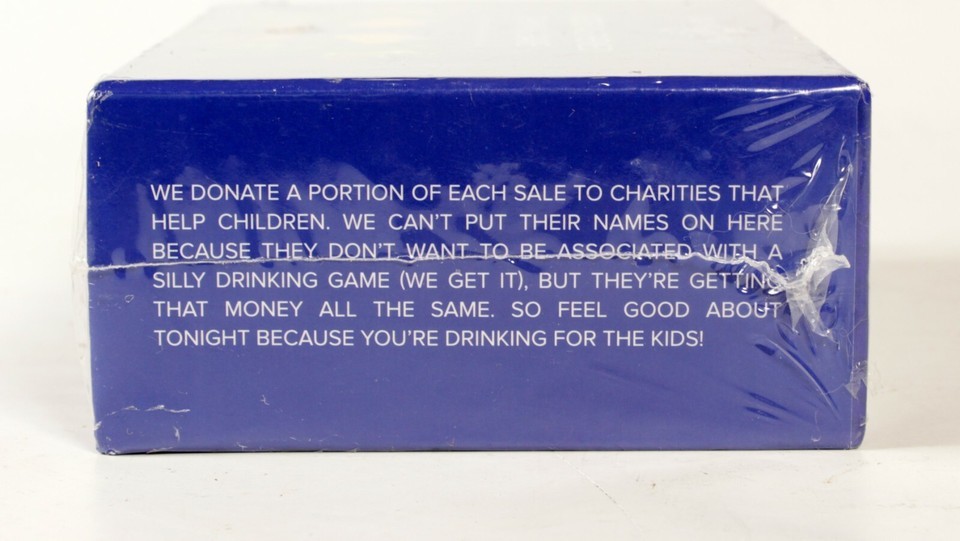 WE DONATE A PORTION OF EACH SALE TO CHARITIES THAT
HELP CHILDREN. WE CAN'T PUT THEIR NAMES ON HERE
BECAUSE THEY DON'T WANT TO BE ASSOCIATED WITH A
SILLY DRINKING GAME (WE GET IT), BUT THEY'RE GETTING
THAT MONEY ALL THE SAME. SO FEEL GOOD ABOUT
TONIGHT BECAUSE YOU'RE DRINKING FOR THE KIDS!